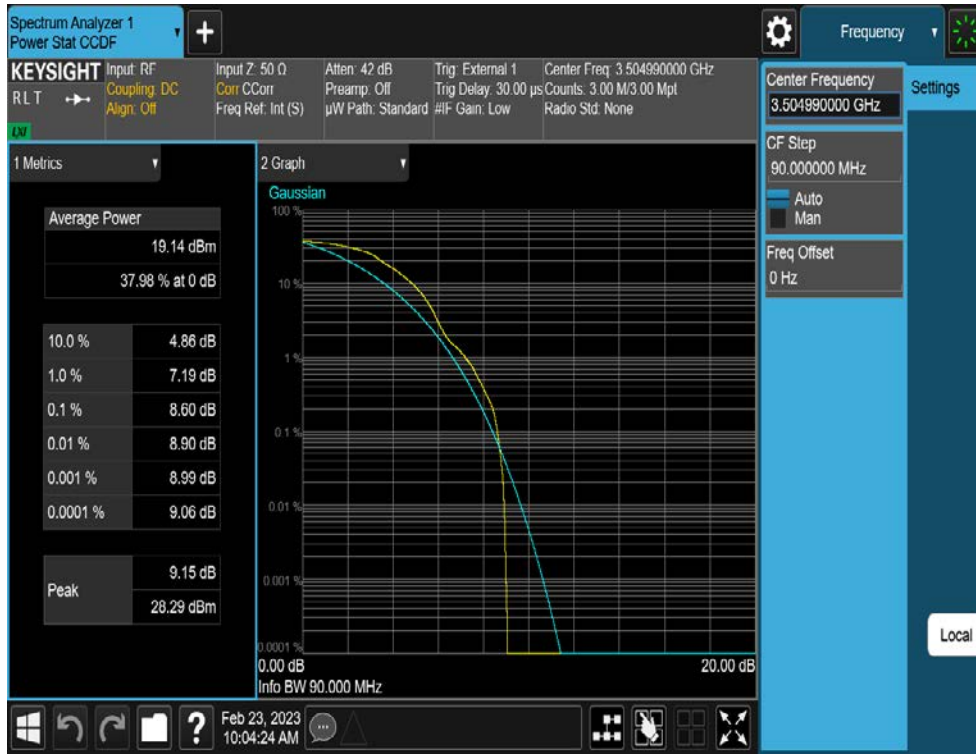 Spectrum Analyzer 1
Power Stat CCDF
+
Frequency
KEYSIGHT
RLT
LXI
Input: RF
Coupling: DC
Align: Off
Input Z: 50 Ω
Corr CCorr
Freq Ref: Int (S)
Atten: 42 dB
Preamp: Off
µW Path: Standard
Trig: External 1
Trig Delay: 30.00 µs
#IF Gain: Low
Center Freq: 3.504990000 GHz
Counts: 3.00 M/3.00 Mpt
Radio Std: None
Center Frequency
3.504990000 GHz
Settings
CF Step
90.000000 MHz
Auto
Man
Freq Offset
0 Hz
1 Metrics
Average Power
19.14 dBm
37.98 % at 0 dB
10.0 % 4.86 dB
1.0 % 7.19 dB
0.1 % 8.60 dB
0.01 % 8.90 dB
0.001 % 8.99 dB
0.0001 % 9.06 dB
Peak
9.15 dB
28.29 dBm
2 Graph
Gaussian
100 %
10 %
1 %
0.1 %
0.01 %
0.001 %
0.0001 %
0.00 dB 20.00 dB
Info BW 90.000 MHz
Local
?
Feb 23, 2023
10:04:24 AM